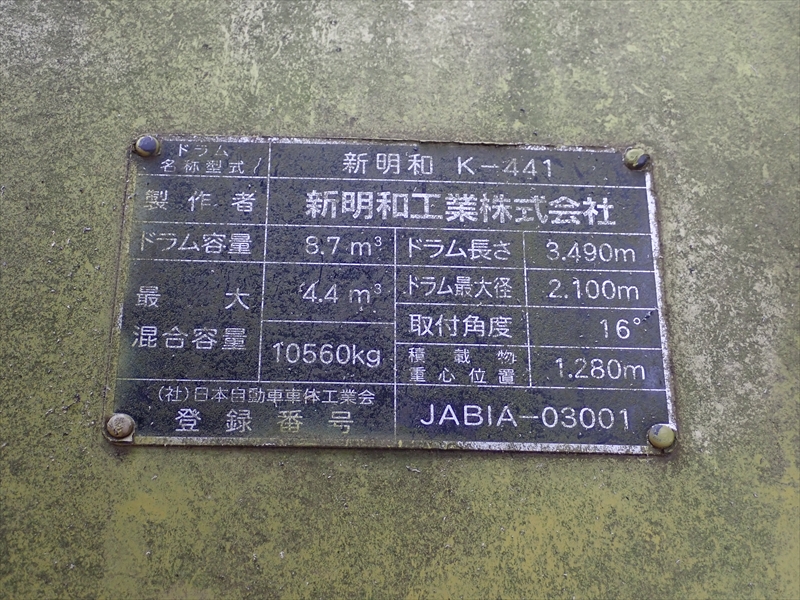 ドラム
名称型式 新明和 K-441
製作者 新明和工業株式会社
ドラム容量 8.7 m³ ドラム長さ 3.490m
最大 4.4 m³ ドラム最大径 2.100m
混合容量 10560kg 取付角度 16°
積載物
重心位置 1.280m
(社)日本自動車車体工業会
登録番号 JABIA-03001